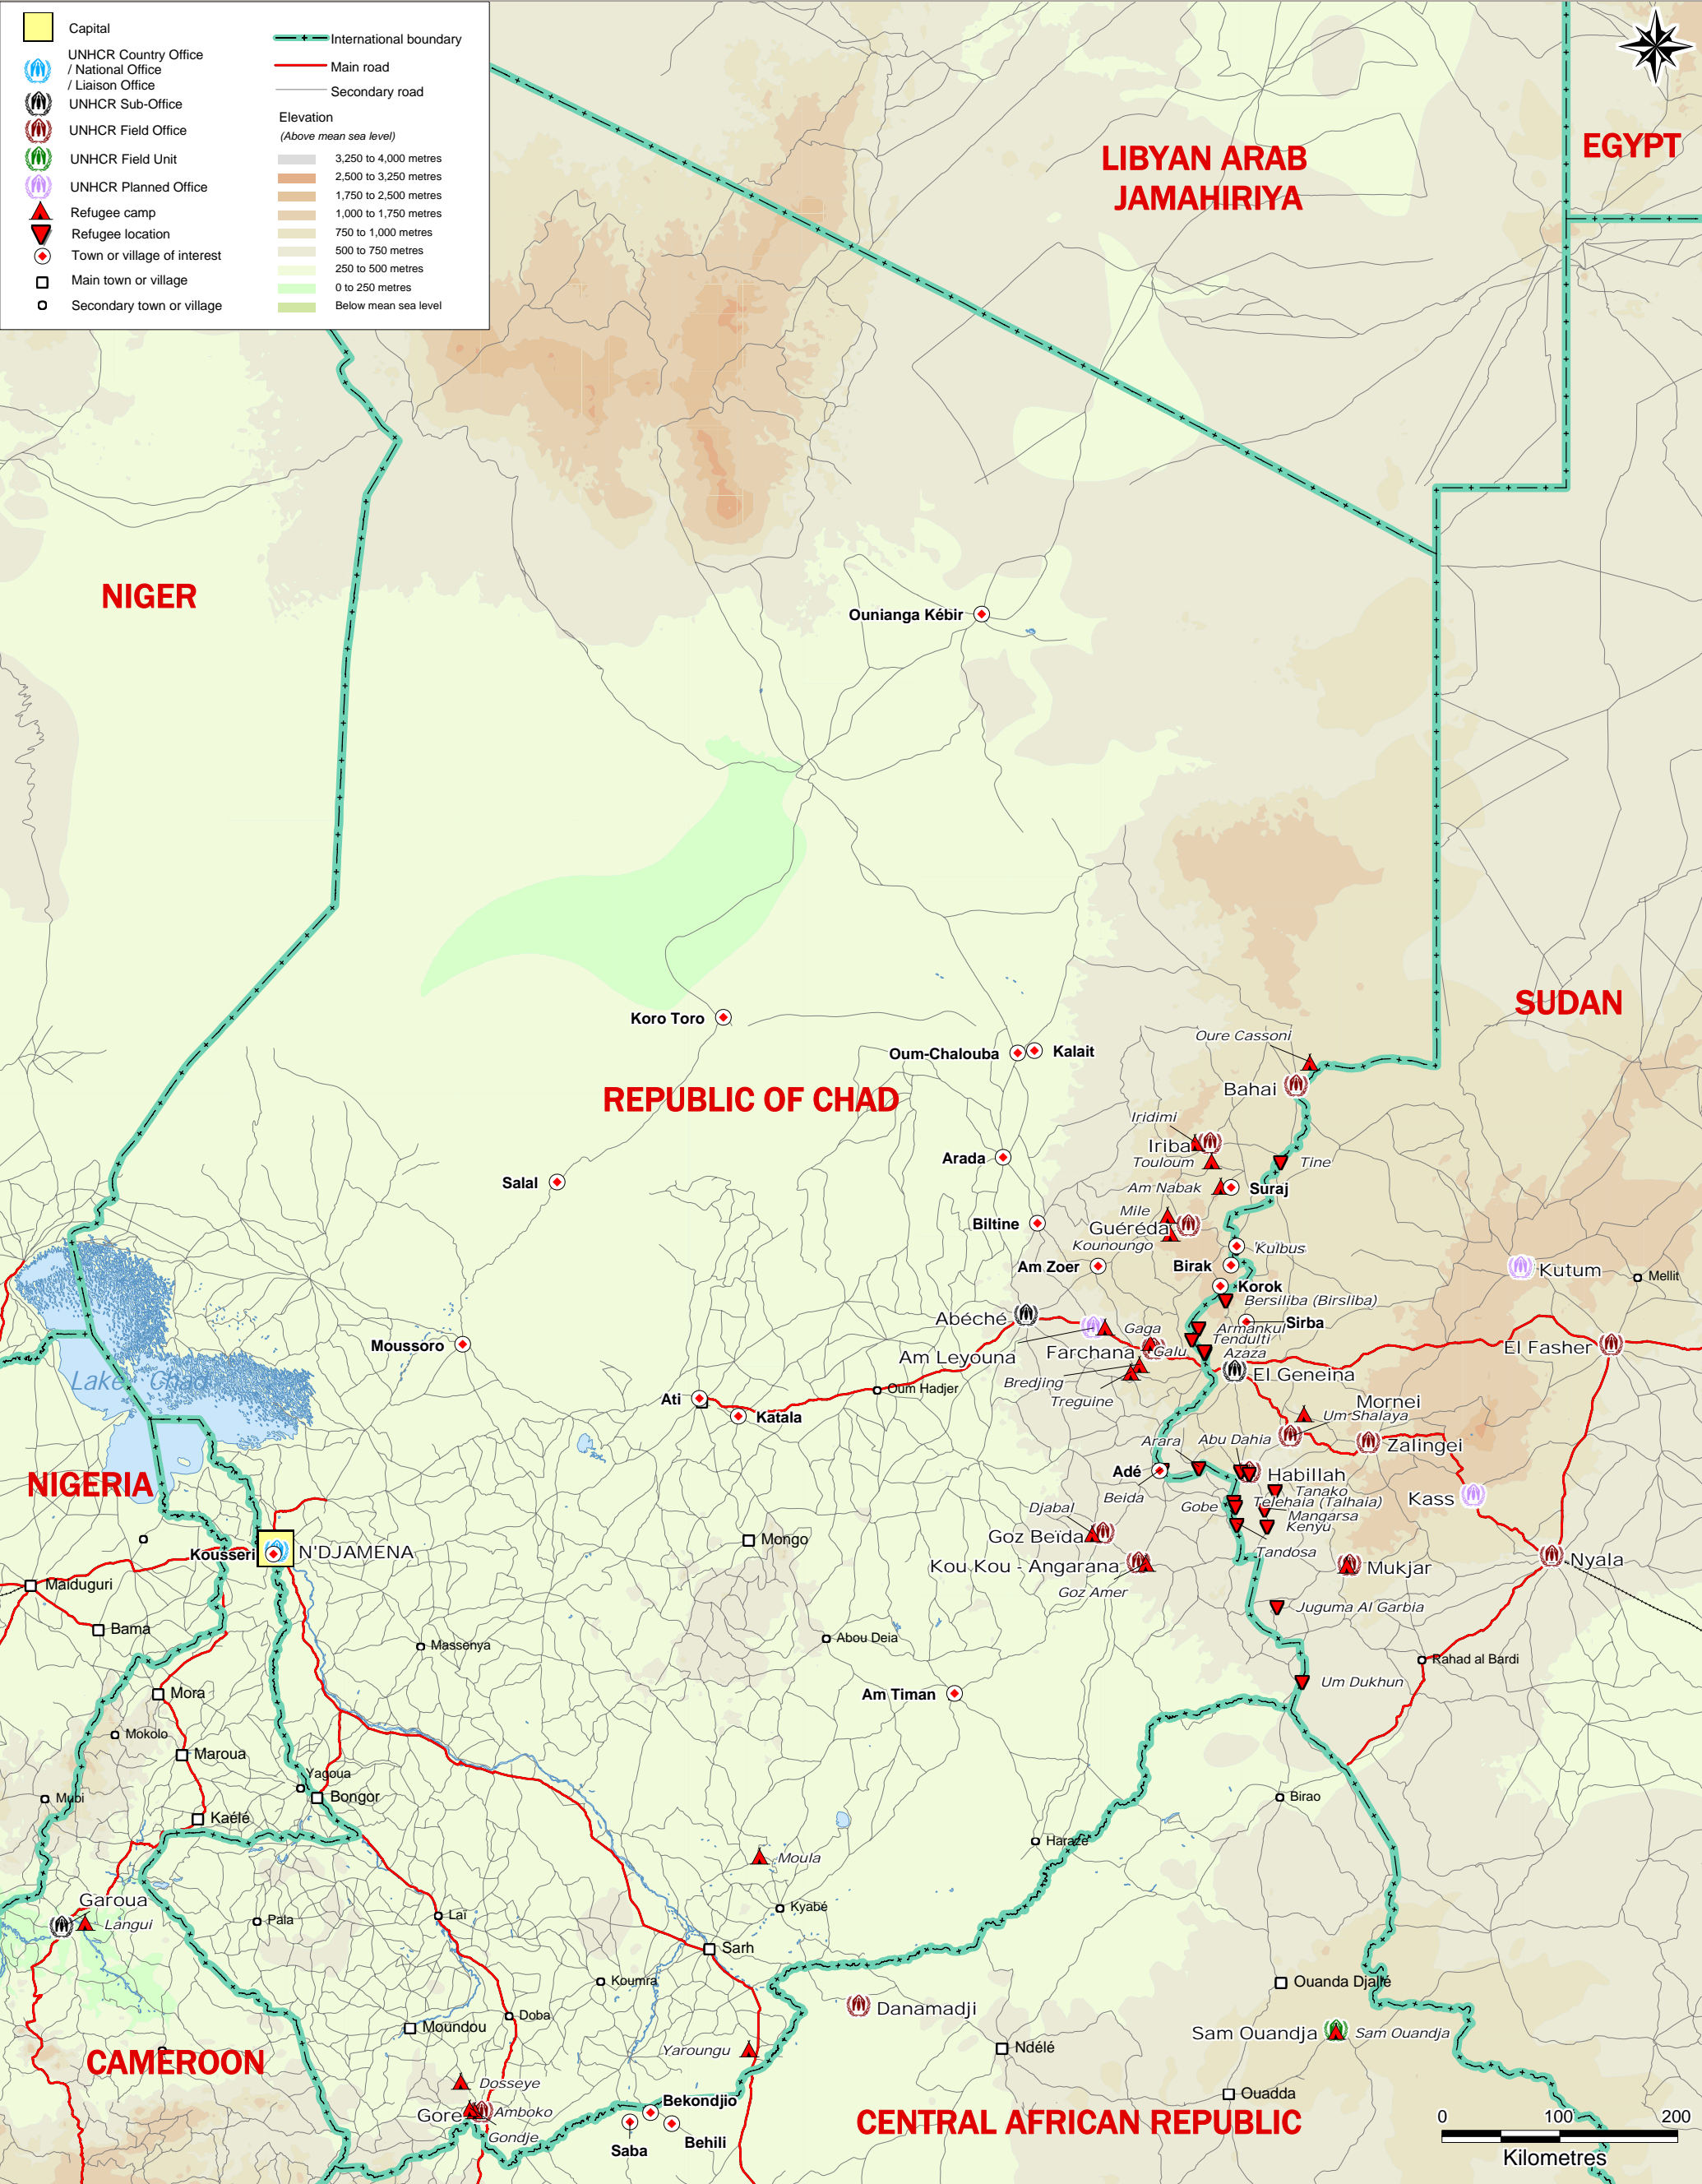 Capital
UNHCR Country Office
/ National Office
/ Liaison Office
UNHCR Sub-Office
UNHCR Field Office
UNHCR Field Unit
UNHCR Planned Office
Refugee camp
Refugee location
Town or village of interest
Main town or village
Secondary town or village
International boundary
Main road
Secondary road
Elevation
(Above mean sea level)
3,250 to 4,000 metres
2,500 to 3,250 metres
1,750 to 2,500 metres
1,000 to 1,750 metres
750 to 1,000 metres
500 to 750 metres
250 to 500 metres
0 to 250 metres
Below mean sea level
LIBYAN ARAB
JAMAHIRIYA
EGYPT
NIGER
Ounianga Kébir
SUDAN
Koro Toro
Oum-Chalouba
Kalait
Oure Cassoni
Bahai
REPUBLIC OF CHAD
Iridimi
Iriba
Touloum
Tine
Arada
Salal
Am Nabak
Suraj
Mile
Guéréda
Kounoungo
Biltine
Kulbus
Am Zoer
Birak
Kutum
Mellit
Korok
Bersiliba (Birsliba)
Abéché
Gaga
Armankul
Sirba
Tendulti
Moussoro
Am Leyouna
Farchana
Galu
Azaza
El Fasher
El Geneina
Bredjing
Treguine
Lake Chad
Oum Hadjer
Ati
Katala
Mornei
Um Shalaya
Arara
Abu Dahia
Zalingei
Adé
Habillah
NIGERIA
Beida
Tanako
Kass
Djabal
Gobe
Telehaia (Talhaia)
Mangarsa
Kenyu
Goz Beïda
Mongo
Kousseri
N'DJAMENA
Tandosa
Nyala
Kou Kou - Angarana
Mukjar
Goz Amer
Maiduguri
Juguma Al Garbia
Bama
Massenya
Abou Deia
Rahad al Bardi
Um Dukhun
Mora
Am Timan
Mokolo
Maroua
Yagoua
Bongor
Mubi
Birao
Kaélé
Haraze
Moula
Garoua
Langui
Pala
Laï
Kyabé
Sarh
Koumra
Ouanda Djallé
Danamadji
Doba
Moundou
Sam Ouandja
Sam Ouandja
Yaroungu
Ndélé
CAMEROON
Dosseye
Ouadda
Bekondjio
Gore
Amboko
CENTRAL AFRICAN REPUBLIC
Gondje
Saba
Behili
0 100 200
Kilometres